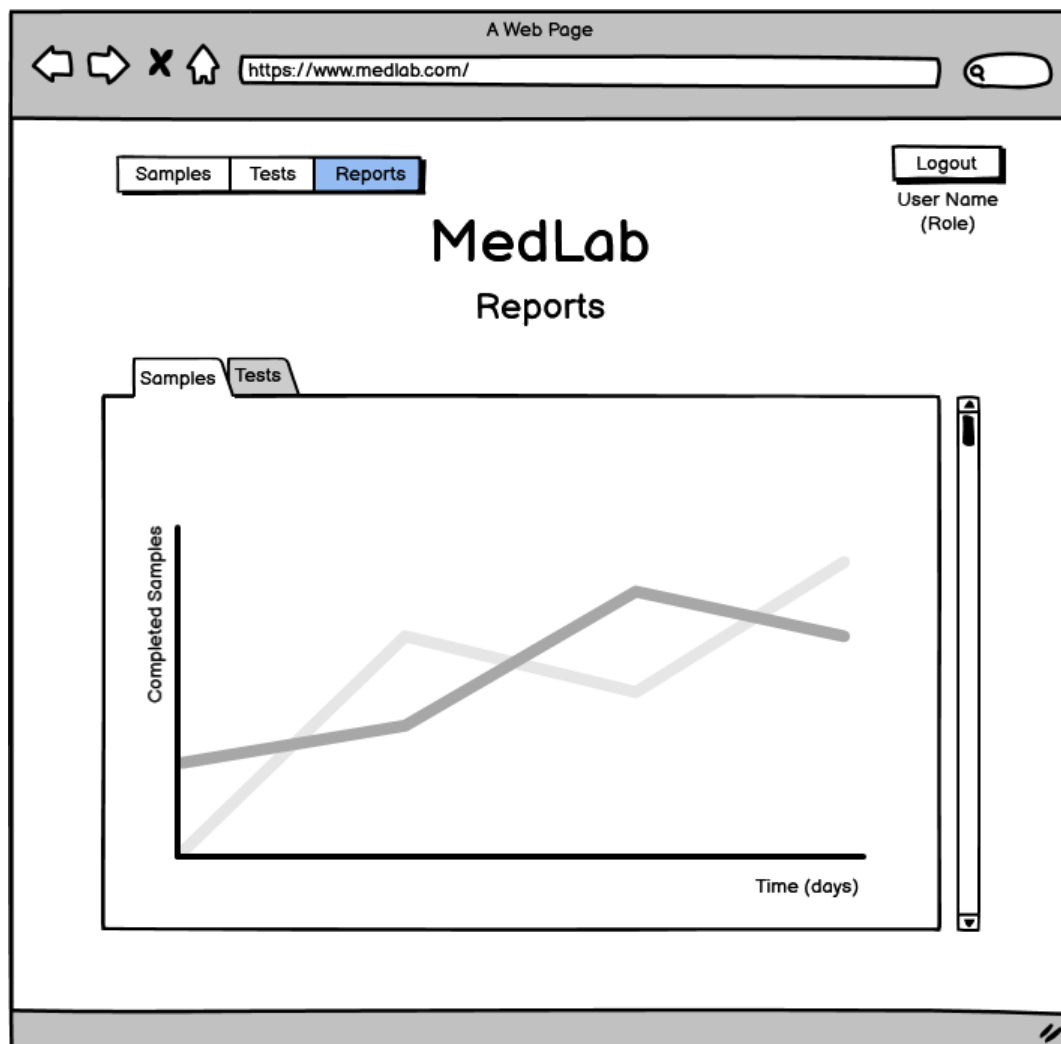 A Web Page
https://www.medlab.com/
Samples Tests Reports
Logout
User Name
(Role)
MedLab
Reports
Samples Tests
Completed Samples
Time (days)